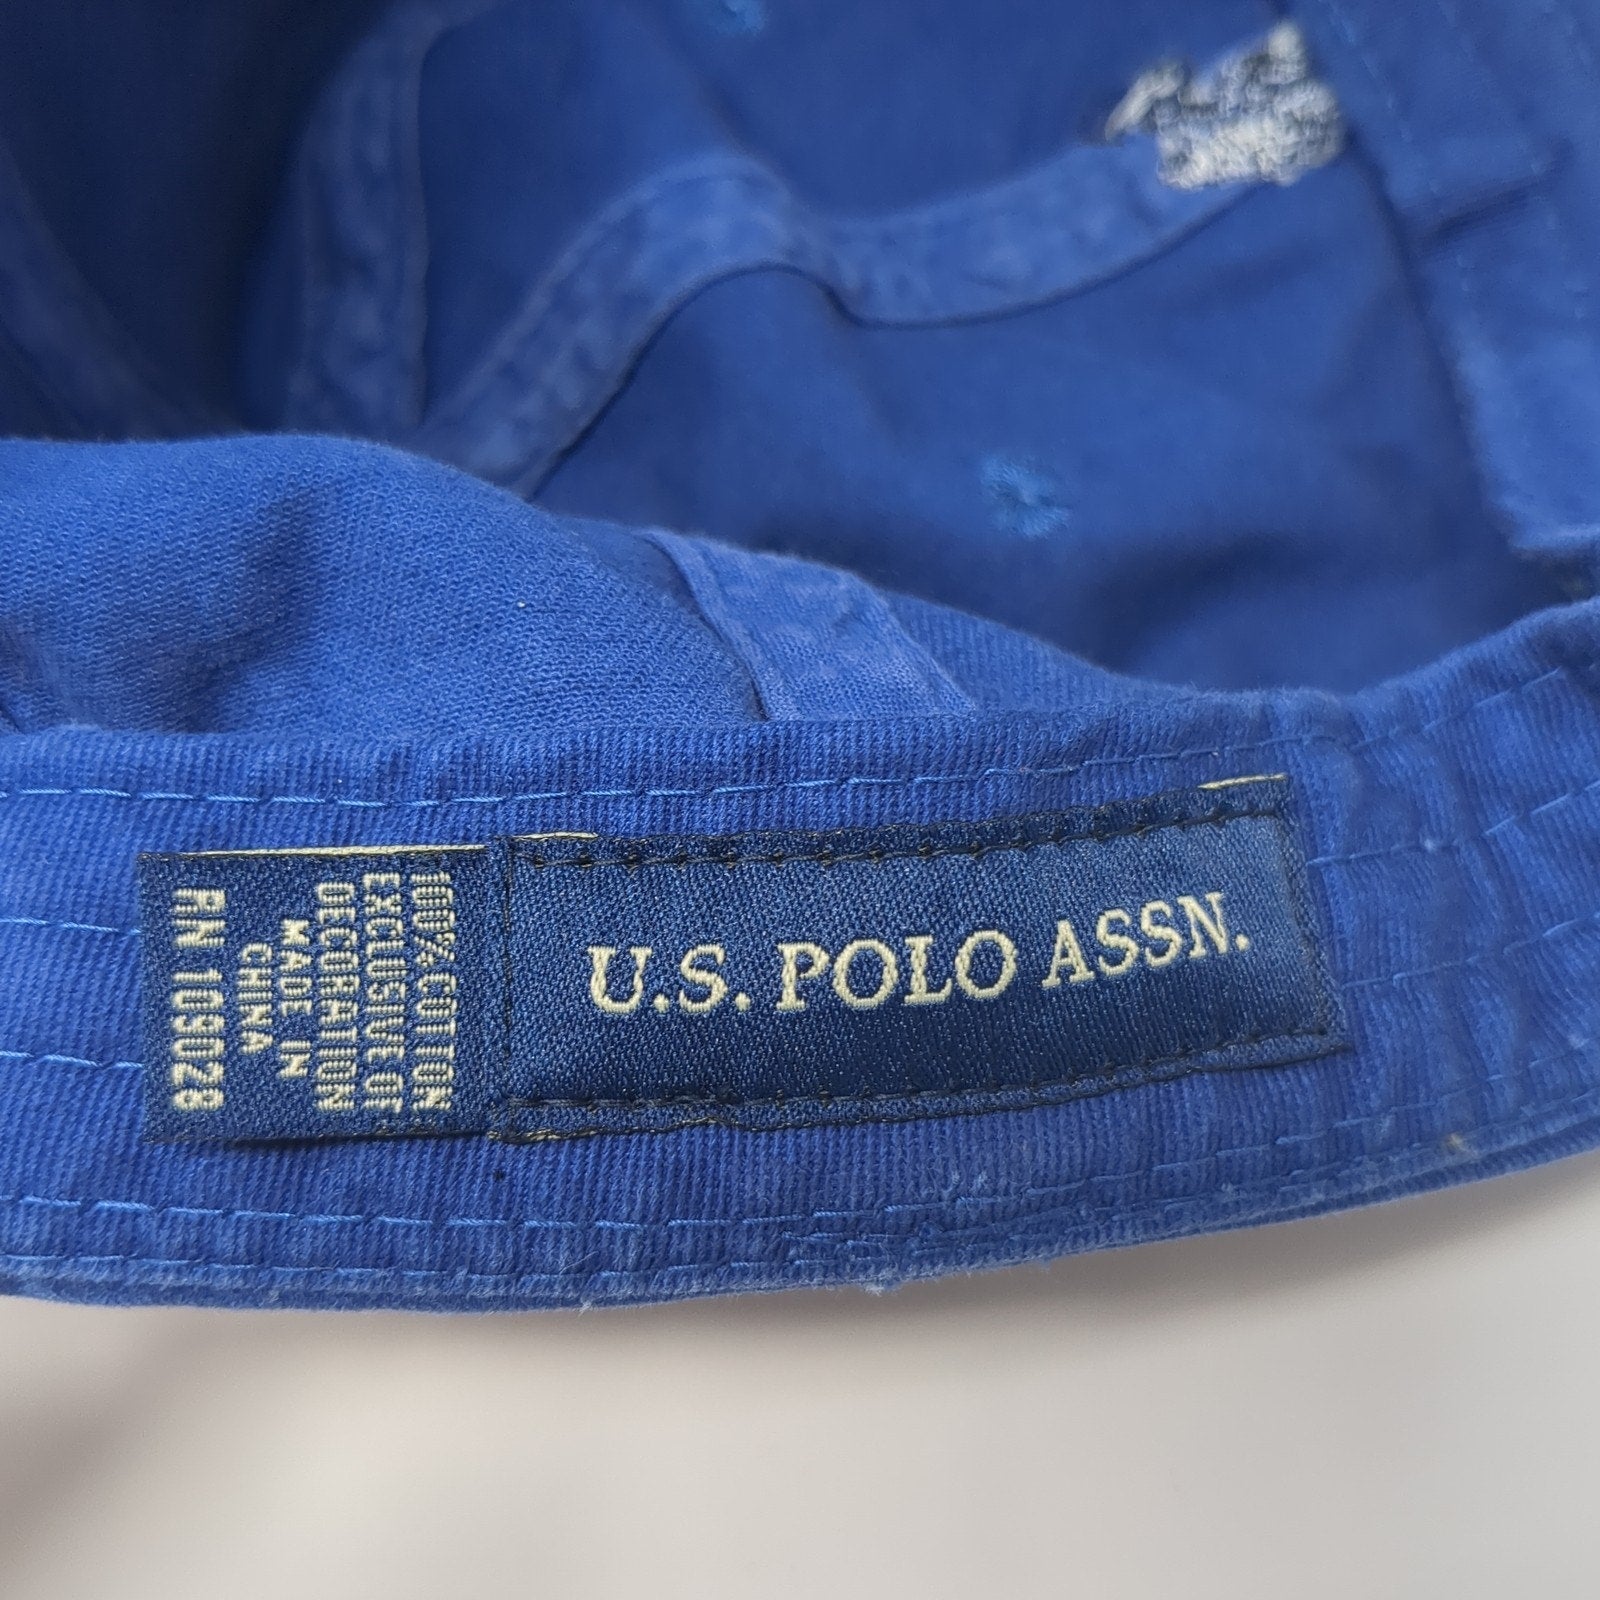 U.S. POLO ASSN.
100% COTTON
EXCLUSIVE OF
DECORATION
MADE IN
CHINA
RN 109028